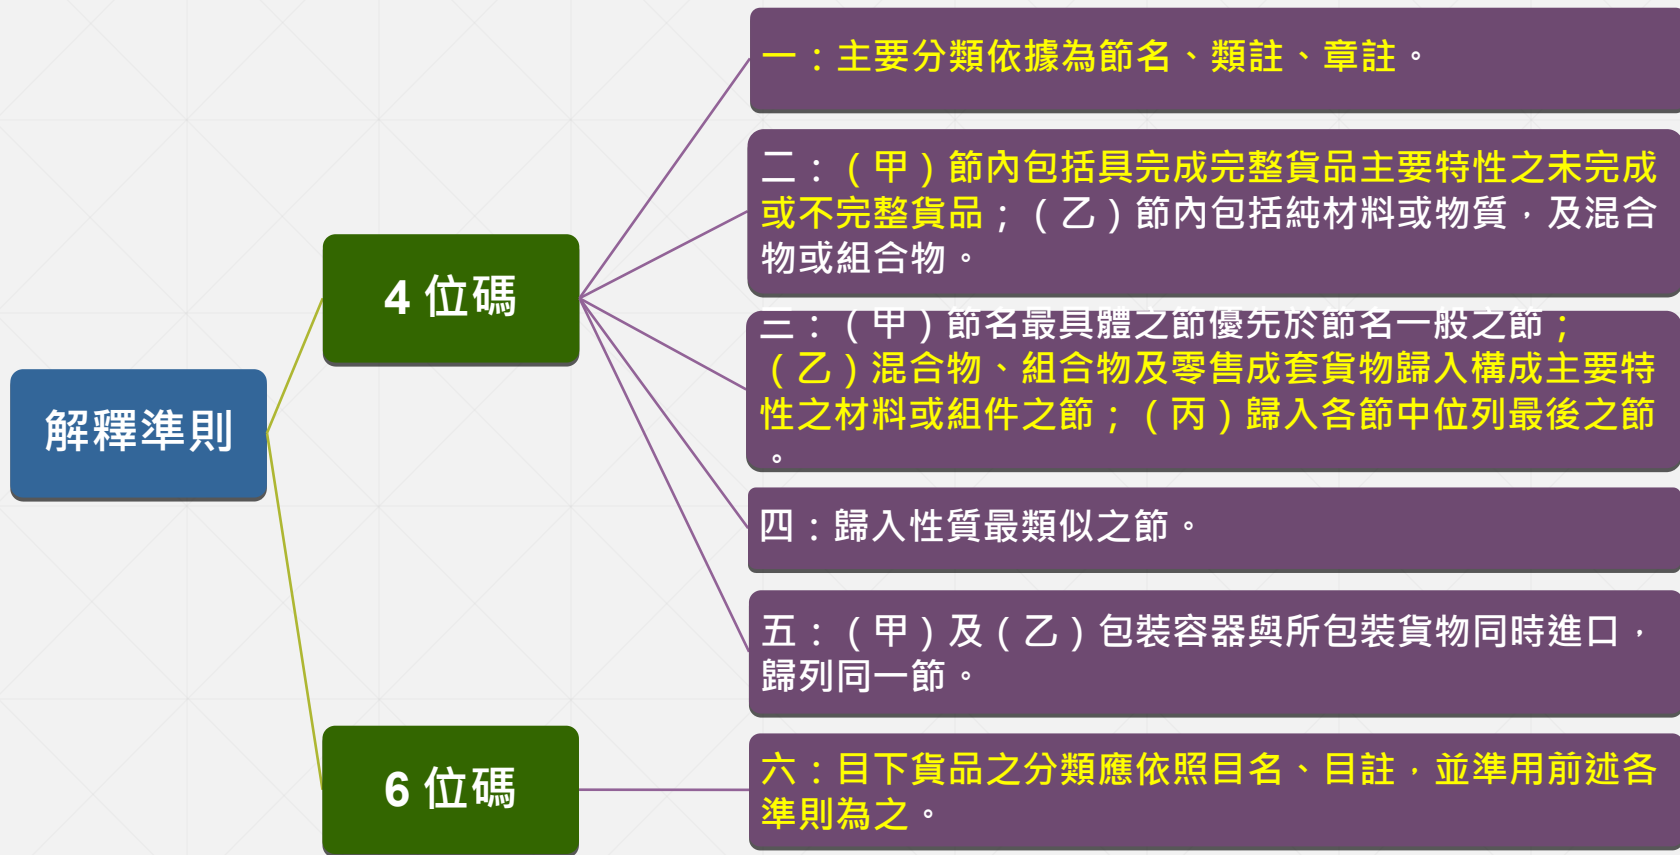 解釋準則
4 位碼
一：主要分類依據為節名、類註、章註。
二：（甲）節內包括具完成完整貨品主要特性之未完成
或不完整貨品；（乙）節內包括純材料或物質，及混合
物或組合物。
三：（甲）節名最具體之節優先於節名一般之節；
（乙）混合物、組合物及零售成套貨物歸入構成主要特
性之材料或組件之節；（丙）歸入各節中位列最後之節
。
四：歸入性質最類似之節。
五：（甲）及（乙）包裝容器與所包裝貨物同時進口，
歸列同一節。
6 位碼
六：目下貨品之分類應依照目名、目註，並準用前述各
準則為之。